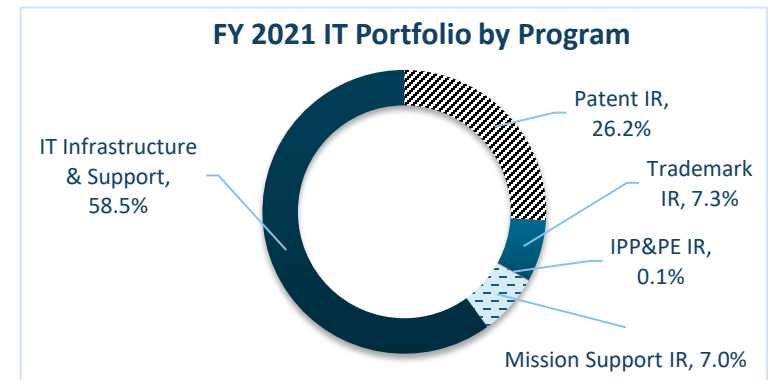 FY 2021 IT Portfolio by Program
Patent IR,
26.2%
Trademark
IR, 7.3%
IPP&PE IR,
0.1%
Mission Support IR, 7.0%
IT Infrastructure
& Support,
58.5%